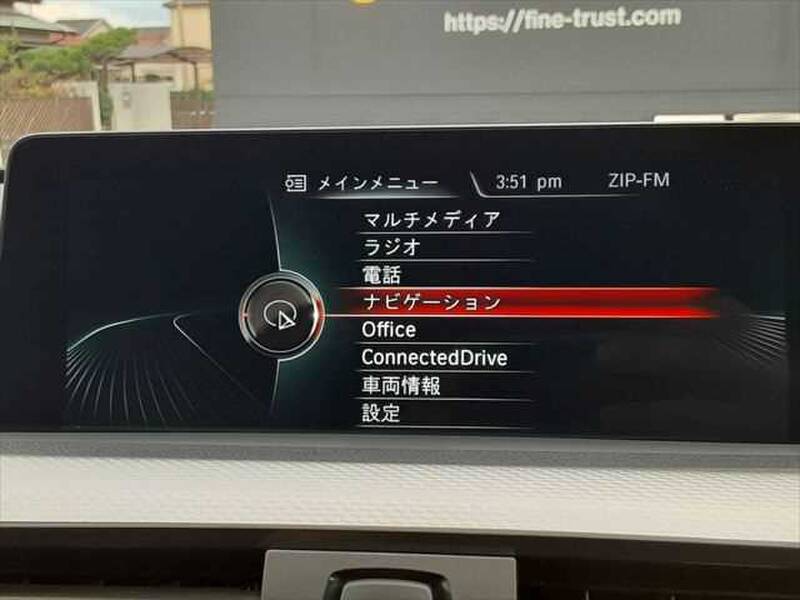 https://fine-trust.com
メインメニュー 3:51 pm ZIP-FM
マルチメディア
ラジオ
電話
ナビゲーション
Office
ConnectedDrive
車両情報
設定